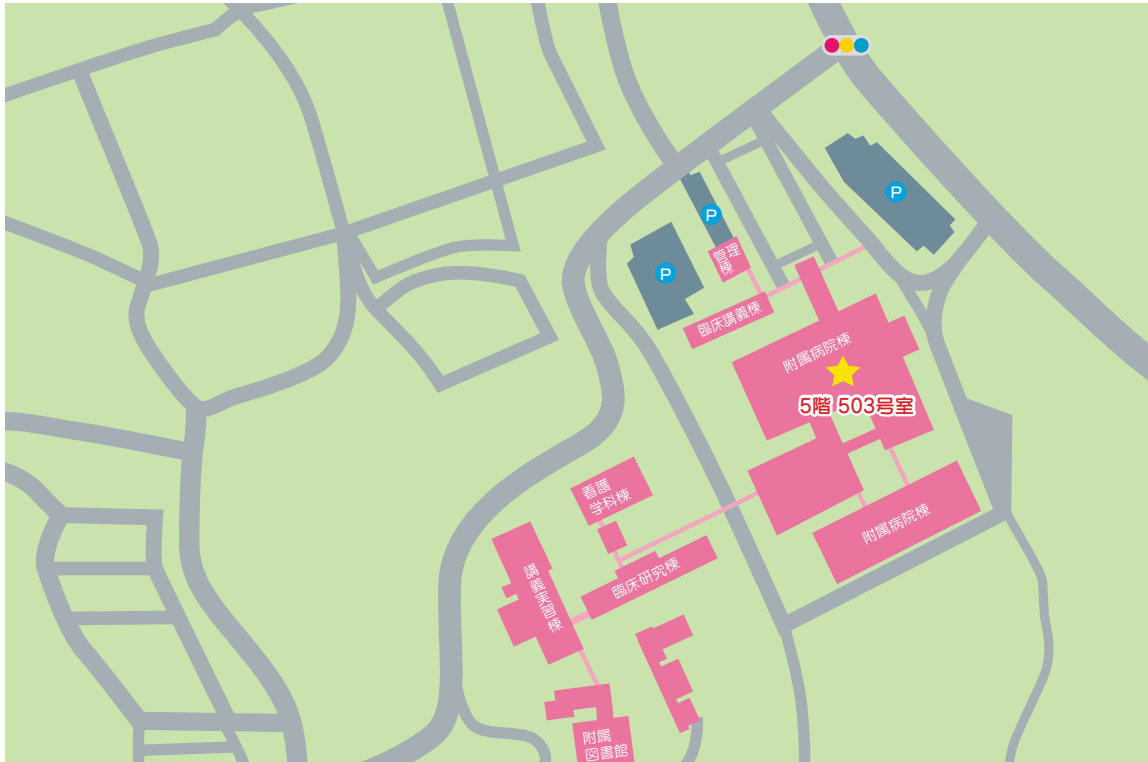 P
P
P
管理
棟
臨床講義棟
附属病院棟
5階 503号室
看護
学科棟
附属病院棟
臨床研究棟
講義実習棟
附属
図書館